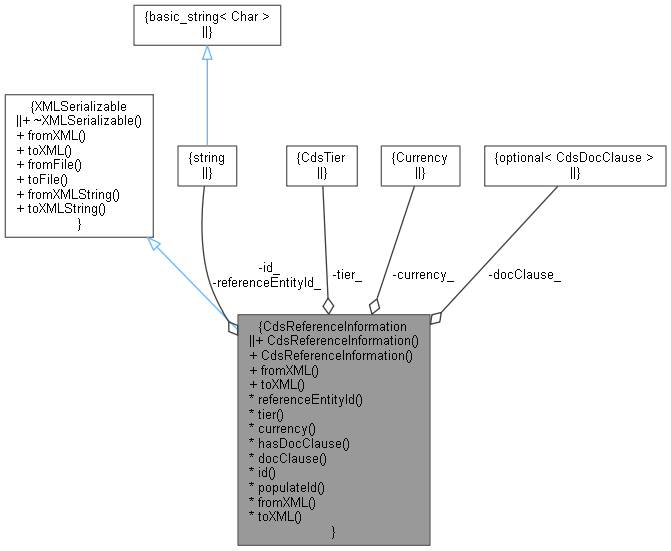 {basic_string< Char >
||}
{XMLSerializable
||+ ~XMLSerializable()
+ fromXML()
+ toXML()
+ fromFile()
+ toFile()
+ fromXMLString()
+ toXMLString()
}
{string
||}
{CdsTier
||}
{Currency
||}
{optional< CdsDocClause >
||}
-id_
-referenceEntityId_
-tier_
-currency_
-docClause_
{CdsReferenceInformation
||+ CdsReferenceInformation()
+ CdsReferenceInformation()
+ fromXML()
+ toXML()
* referenceEntityId()
* tier()
* currency()
* hasDocClause()
* docClause()
* id()
* populateId()
* fromXML()
* toXML()
}